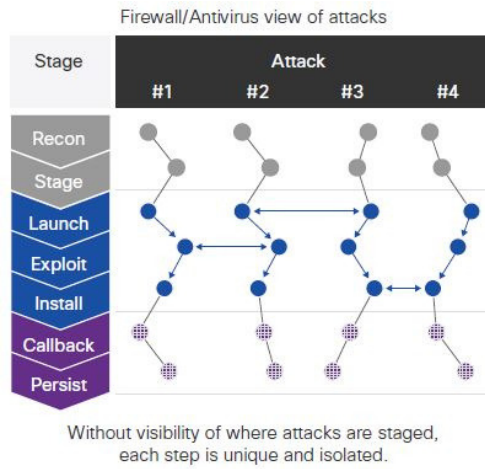 Firewall/Antivirus view of attacks
Stage
Attack
#1 #2 #3 #4
Recon
Stage
Launch
Exploit
Install
Callback
Persist
Without visibility of where attacks are staged,
each step is unique and isolated.